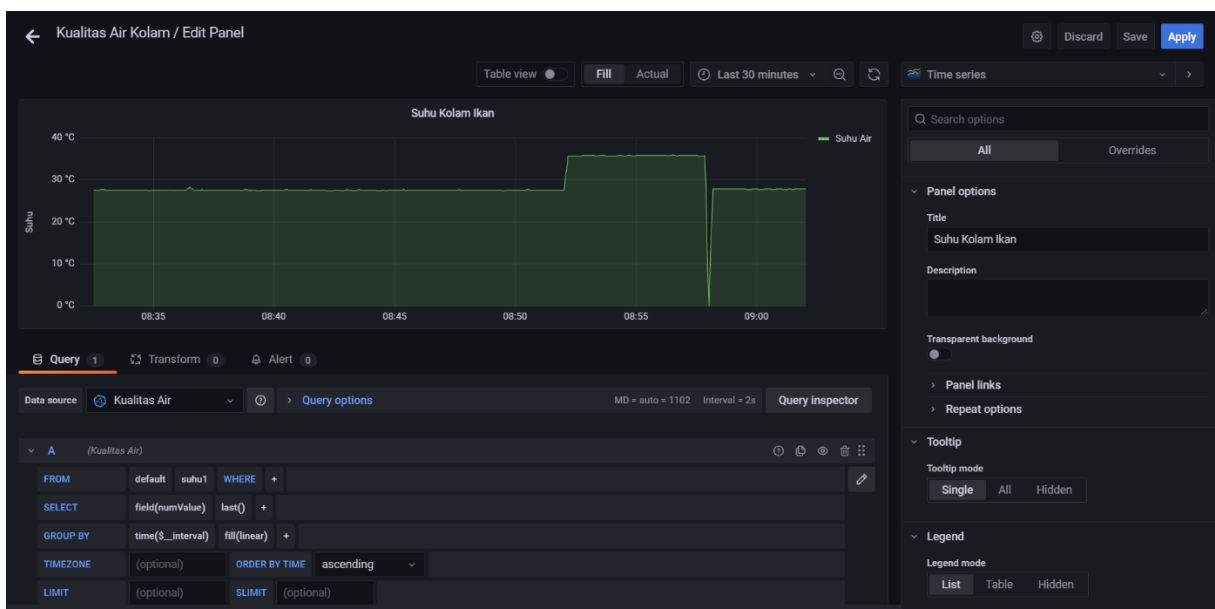 Kualitas Air Kolam / Edit Panel
Discard Save Apply
Table view Fill Actual Last 30 minutes
Time series
Suhu Kolam Ikan
40 °C
30 °C
20 °C
10 °C
0 °C
Suhu
08:35 08:40 08:45 08:50 08:55 09:00
Suhu Air
Query 1 Transform 0 Alert 0
Data source Kualitas Air Query options MD = auto = 1102 Interval = 2s Query inspector
A (Kualitas Air)
FROM default suhu1 WHERE +
SELECT field(numValue) last() +
GROUP BY time($__interval) fill(linear) +
TIMEZONE (optional) ORDER BY TIME ascending
LIMIT (optional) SLIMIT (optional)
Search options
All Overrides
Panel options
Title
Suhu Kolam Ikan
Description
Transparent background
Panel links
Repeat options
Tooltip
Tooltip mode
Single All Hidden
Legend
Legend mode
List Table Hidden